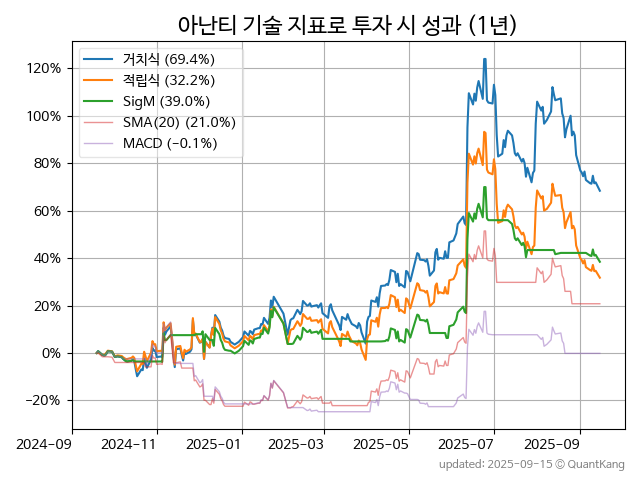 아난티 기술 지표로 투자 시 성과 (1년)
거치식 (69.4%)
적립식 (32.2%)
SigM (39.0%)
SMA(20) (21.0%)
MACD (-0.1%)
120%
100%
80%
60%
40%
20%
0%
−20%
2024-09 2024-11 2025-01 2025-03 2025-05 2025-07 2025-09
updated: 2025-09-15 © QuantKang